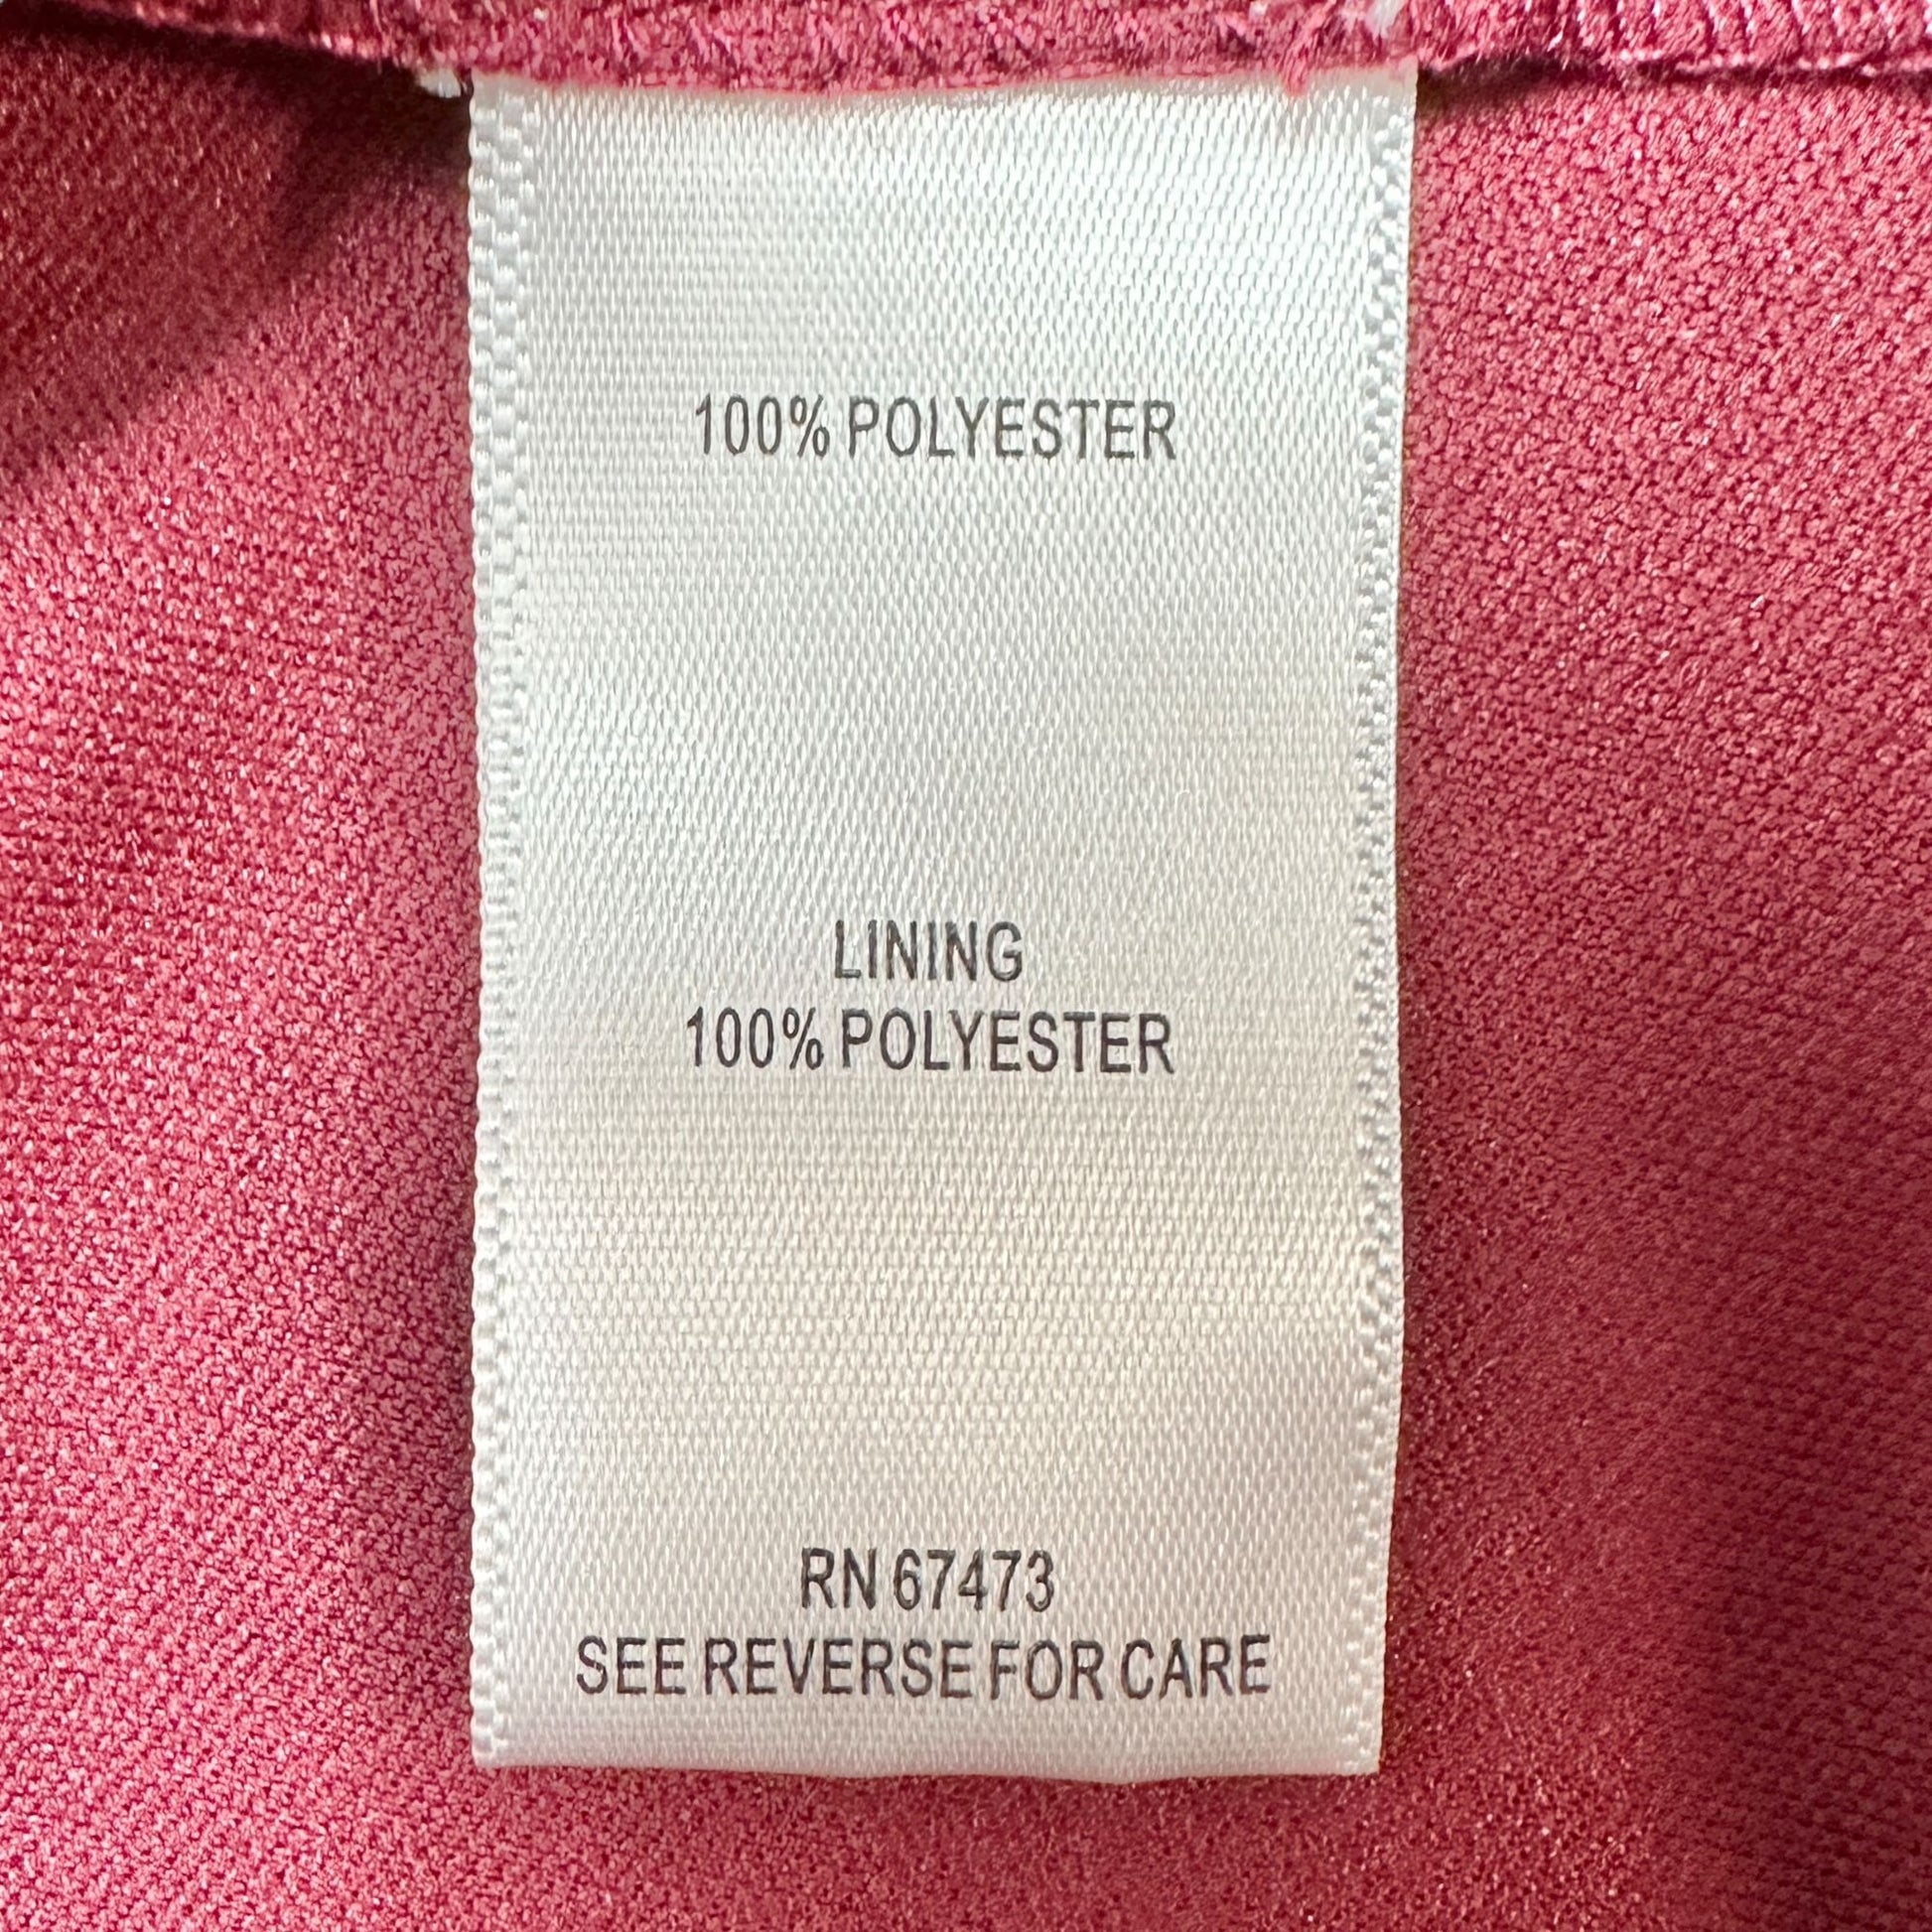 100% POLYESTER
LINING
100% POLYESTER
RN 67473
SEE REVERSE FOR CARE